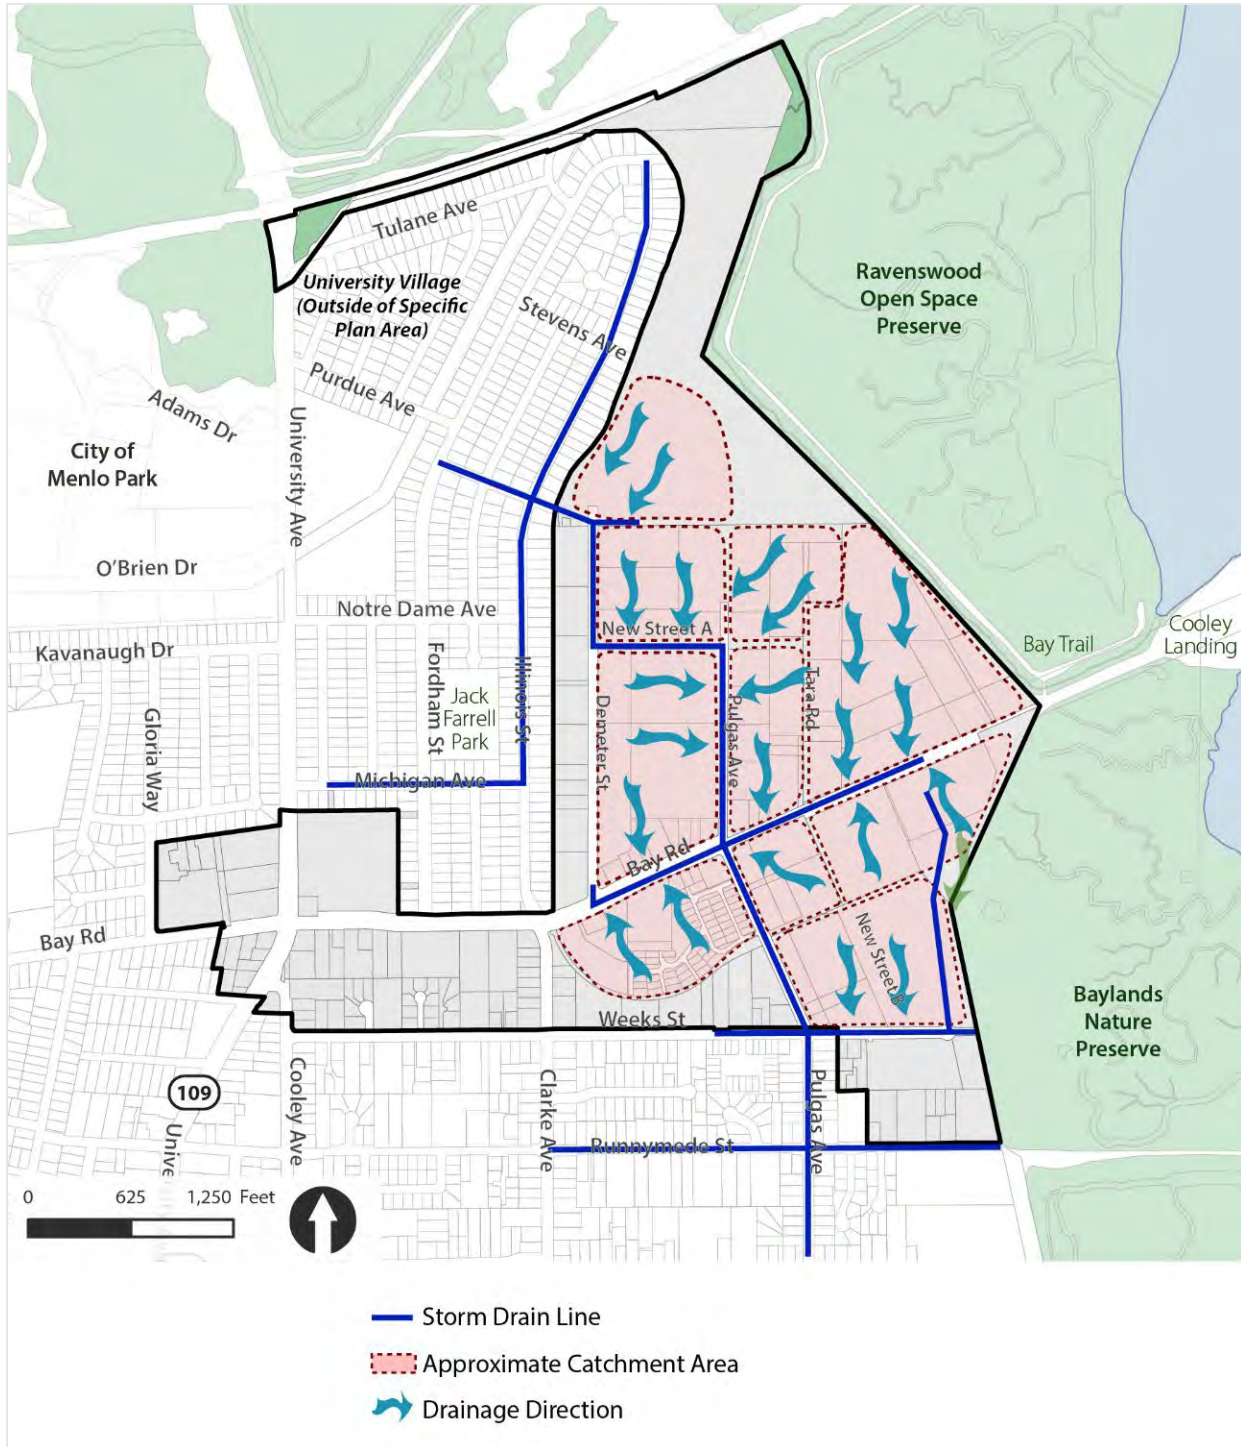 Tulane Ave
University Village
(Outside of Specific
Plan Area)
Stevens Ave
Purdue Ave
Adams Dr
University Ave
City of
Menlo Park
Ravenswood
Open Space
Preserve
O'Brien Dr
Notre Dame Ave
Kavanaugh Dr
Fordham St
Jack
Farrell
Park
Illinois St
Gloria Way
Michigan Ave
New Street A
Demeter St
Pulgas Ave
Tara Rd
Bay Trail
Cooley
Landing
Bay Rd
Bay Rd
New Street B
Weeks St
Baylands
Nature
Preserve
109
Unive
Cooley Ave
Clarke Ave
Runnymede St
Pulgas Ave
0 625 1,250 Feet
Storm Drain Line
Approximate Catchment Area
Drainage Direction